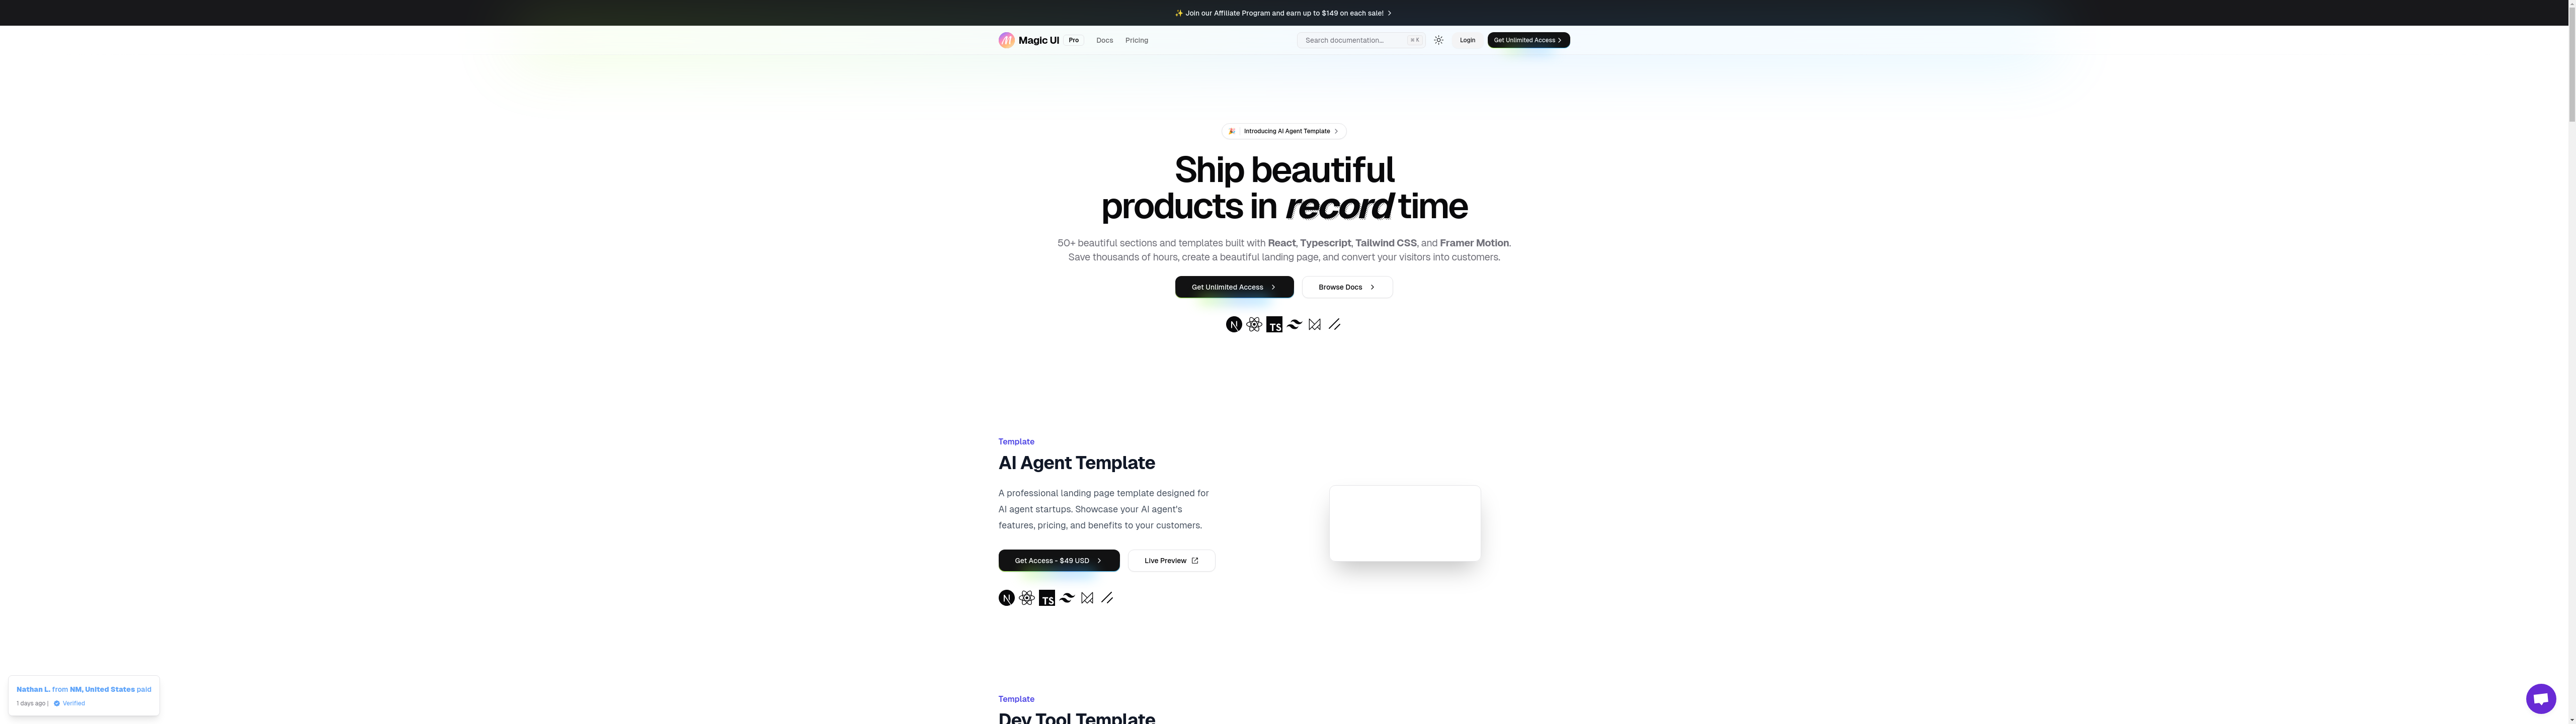 ✨ Join our Affiliate Program and earn up to $149 on each sale!
Magic UI Pro Docs Pricing Search documentation... ⌘ K Login Get Unlimited Access
🎉 Introducing AI Agent Template
Ship beautiful
products in record time
50+ beautiful sections and templates built with React, Typescript, Tailwind CSS, and Framer Motion.
Save thousands of hours, create a beautiful landing page, and convert your visitors into customers.
Get Unlimited Access Browse Docs
N TS
Template
AI Agent Template
A professional landing page template designed for
AI agent startups. Showcase your AI agent's
features, pricing, and benefits to your customers.
Get Access - $49 USD Live Preview
N TS
Template
Dev Tool Template
Nathan L. from NM, United States paid
1 days ago | Verified